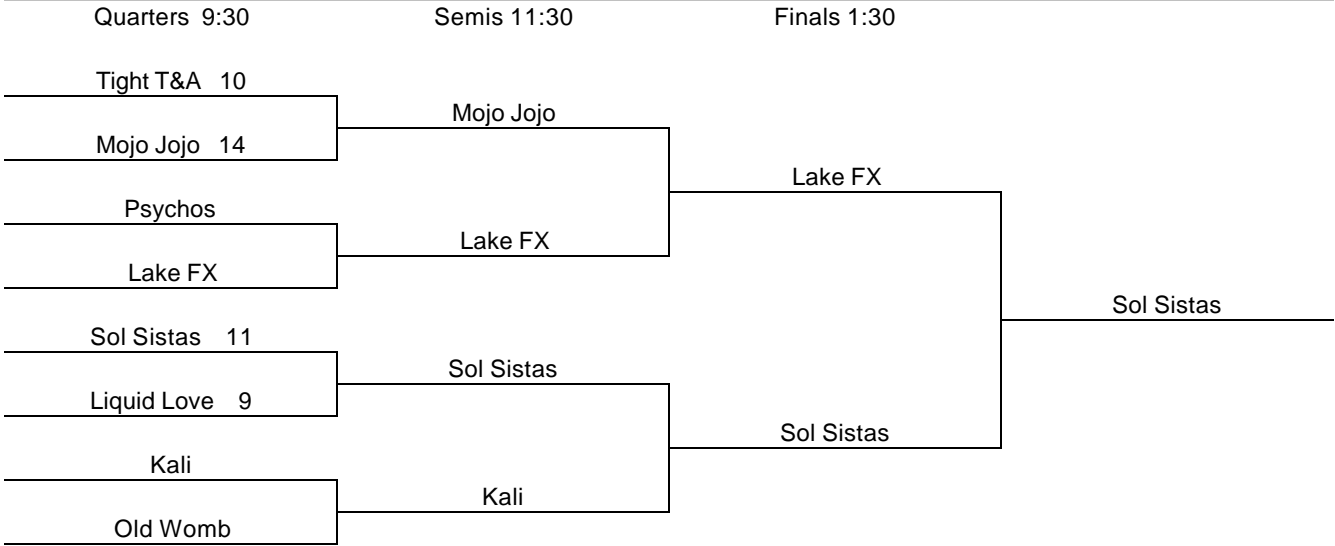 Quarters 9:30 Semis 11:30 Finals 1:30
Tight T&A 10
Mojo Jojo
Mojo Jojo 14
Lake FX
Psychos
Lake FX
Lake FX
Sol Sistas
Sol Sistas 11
Sol Sistas
Liquid Love 9
Sol Sistas
Kali
Kali
Old Womb